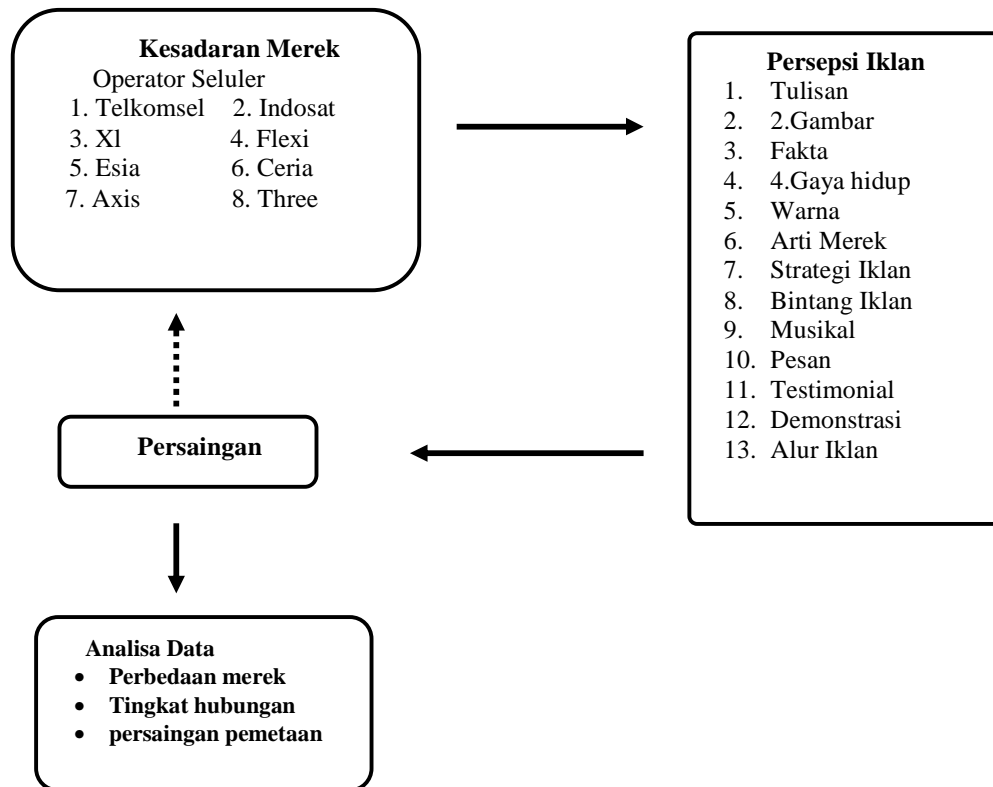 Kesadaran Merek
Operator Seluler
1. Telkomsel 2. Indosat
3. Xl 4. Flexi
5. Esia 6. Ceria
7. Axis 8. Three
Persepsi Iklan
1. Tulisan
2. 2.Gambar
3. Fakta
4. 4.Gaya hidup
5. Warna
6. Arti Merek
7. Strategi Iklan
8. Bintang Iklan
9. Musikal
10. Pesan
11. Testimonial
12. Demonstrasi
13. Alur Iklan
Persaingan
Analisa Data
• Perbedaan merek
• Tingkat hubungan
• persaingan pemetaan